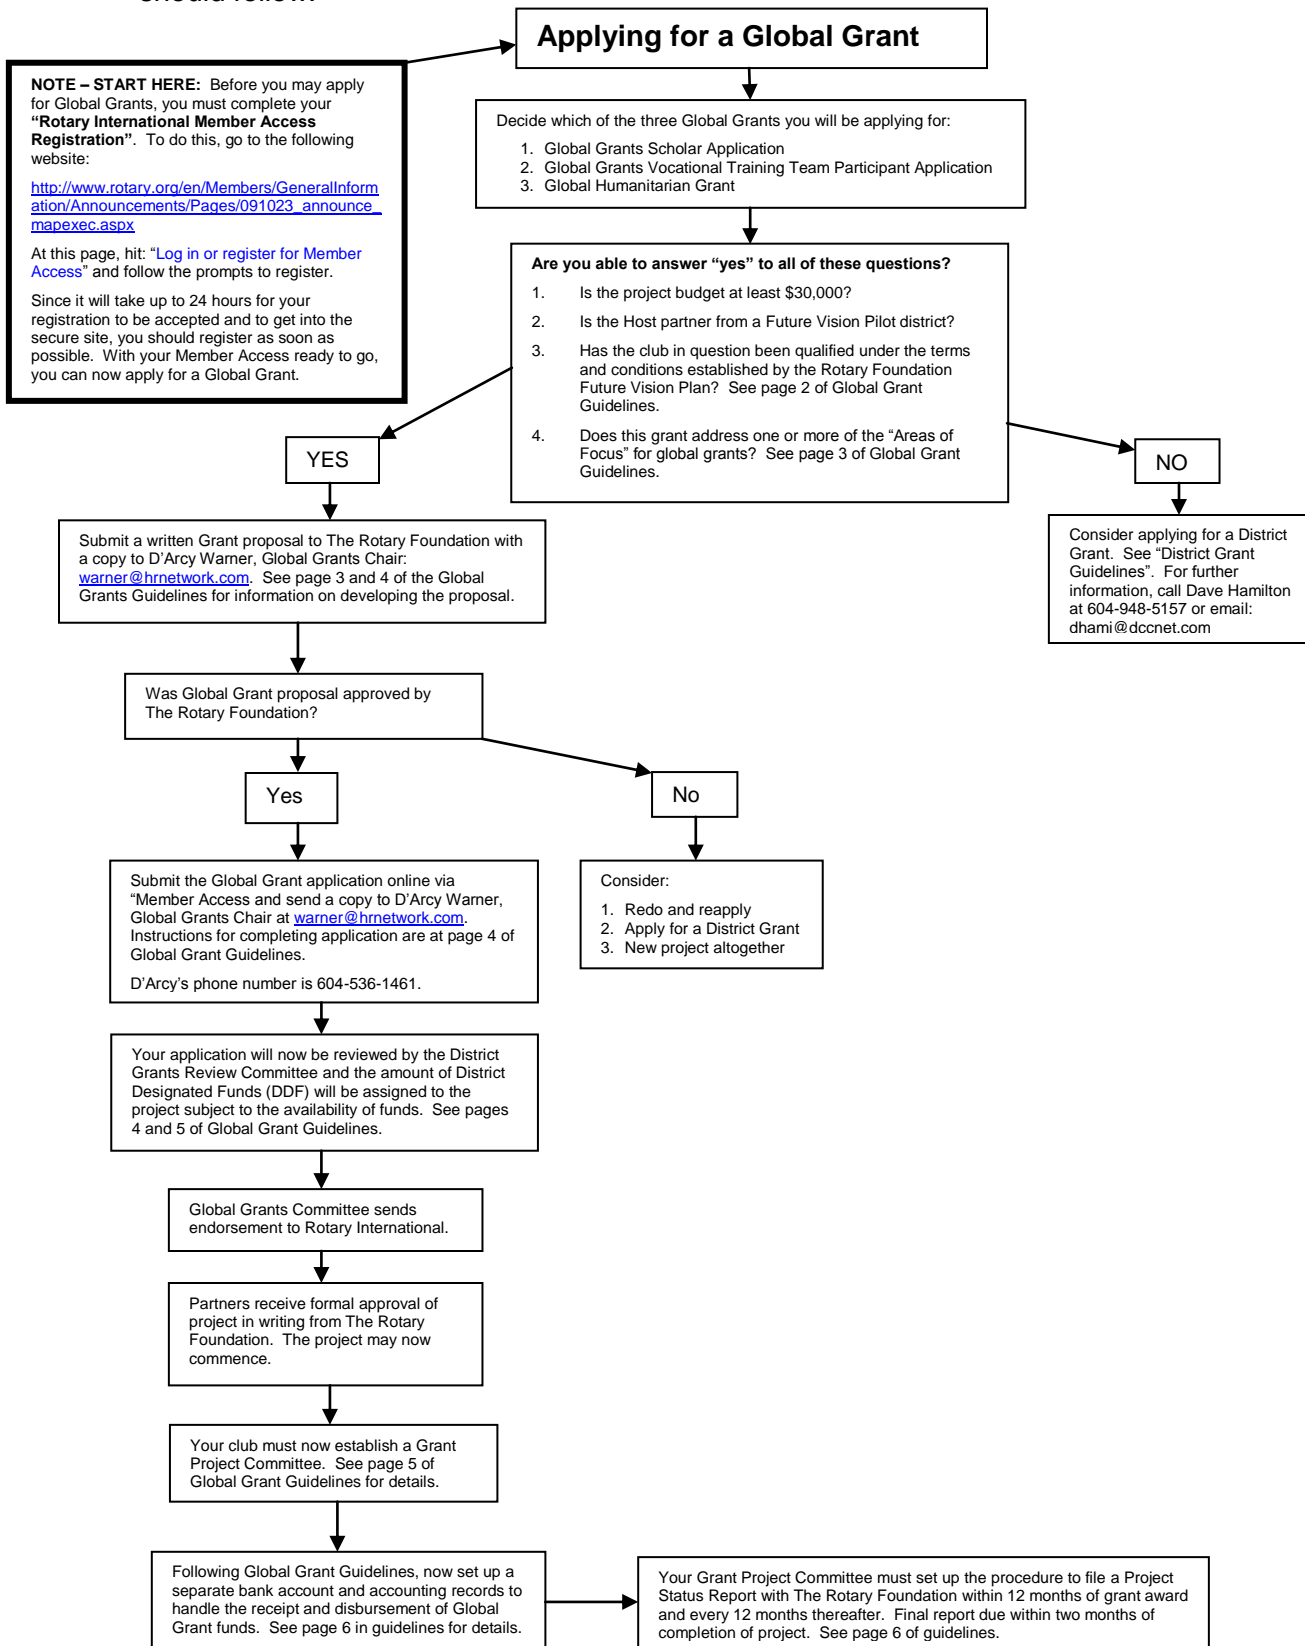 should follow:
Applying for a Global Grant
NOTE – START HERE: Before you may apply
for Global Grants, you must complete your
“Rotary International Member Access
Registration”. To do this, go to the following
website:
http://www.rotary.org/en/Members/GeneralInform
ation/Announcements/Pages/091023_announce_
mapexec.aspx
At this page, hit: “Log in or register for Member
Access” and follow the prompts to register.
Since it will take up to 24 hours for your
registration to be accepted and to get into the
secure site, you should register as soon as
possible. With your Member Access ready to go,
you can now apply for a Global Grant.
Decide which of the three Global Grants you will be applying for:
1. Global Grants Scholar Application
2. Global Grants Vocational Training Team Participant Application
3. Global Humanitarian Grant
Are you able to answer “yes” to all of these questions?
1. Is the project budget at least $30,000?
2. Is the Host partner from a Future Vision Pilot district?
3. Has the club in question been qualified under the terms
and conditions established by the Rotary Foundation
Future Vision Plan? See page 2 of Global Grant
Guidelines.
4. Does this grant address one or more of the “Areas of
Focus” for global grants? See page 3 of Global Grant
Guidelines.
YES
NO
Submit a written Grant proposal to The Rotary Foundation with
a copy to D’Arcy Warner, Global Grants Chair:
warner@hrnetwork.com. See page 3 and 4 of the Global
Grants Guidelines for information on developing the proposal.
Consider applying for a District
Grant. See “District Grant
Guidelines”. For further
information, call Dave Hamilton
at 604-948-5157 or email:
dhami@dccnet.com
Was Global Grant proposal approved by
The Rotary Foundation?
Yes
No
Submit the Global Grant application online via
“Member Access and send a copy to D’Arcy Warner,
Global Grants Chair at warner@hrnetwork.com.
Instructions for completing application are at page 4 of
Global Grant Guidelines.
D’Arcy’s phone number is 604-536-1461.
Consider:
1. Redo and reapply
2. Apply for a District Grant
3. New project altogether
Your application will now be reviewed by the District
Grants Review Committee and the amount of District
Designated Funds (DDF) will be assigned to the
project subject to the availability of funds. See pages
4 and 5 of Global Grant Guidelines.
Global Grants Committee sends
endorsement to Rotary International.
Partners receive formal approval of
project in writing from The Rotary
Foundation. The project may now
commence.
Your club must now establish a Grant
Project Committee. See page 5 of
Global Grant Guidelines for details.
Following Global Grant Guidelines, now set up a
separate bank account and accounting records to
handle the receipt and disbursement of Global
Grant funds. See page 6 in guidelines for details.
Your Grant Project Committee must set up the procedure to file a Project
Status Report with The Rotary Foundation within 12 months of grant award
and every 12 months thereafter. Final report due within two months of
completion of project. See page 6 of guidelines.